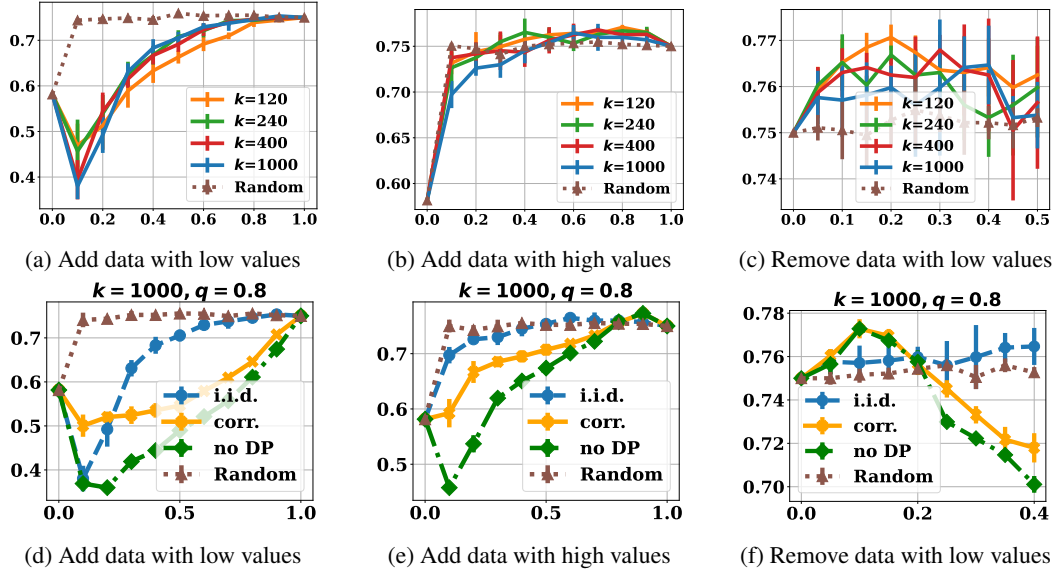 0.7
0.6
0.5
0.4
k=120
k=240
k=400
k=1000
Random
0.0 0.2 0.4 0.6 0.8 1.0
(a) Add data with low values
0.75
0.70
0.65
0.60
k=120
k=240
k=400
k=1000
Random
0.0 0.2 0.4 0.6 0.8 1.0
(b) Add data with high values
0.77
0.76
0.75
0.74
k=120
k=240
k=400
k=1000
Random
0.0 0.1 0.2 0.3 0.4 0.5
(c) Remove data with low values
k = 1000, q = 0.8
0.7
0.6
0.5
0.4
i.i.d.
corr.
no DP
Random
0.0 0.5 1.0
(d) Add data with low values
k = 1000, q = 0.8
0.7
0.6
0.5
i.i.d.
corr.
no DP
Random
0.0 0.5 1.0
(e) Add data with high values
k = 1000, q = 0.8
0.78
0.76
0.74
0.72
0.70
i.i.d.
corr.
no DP
Random
0.0 0.2 0.4
(f) Remove data with low values